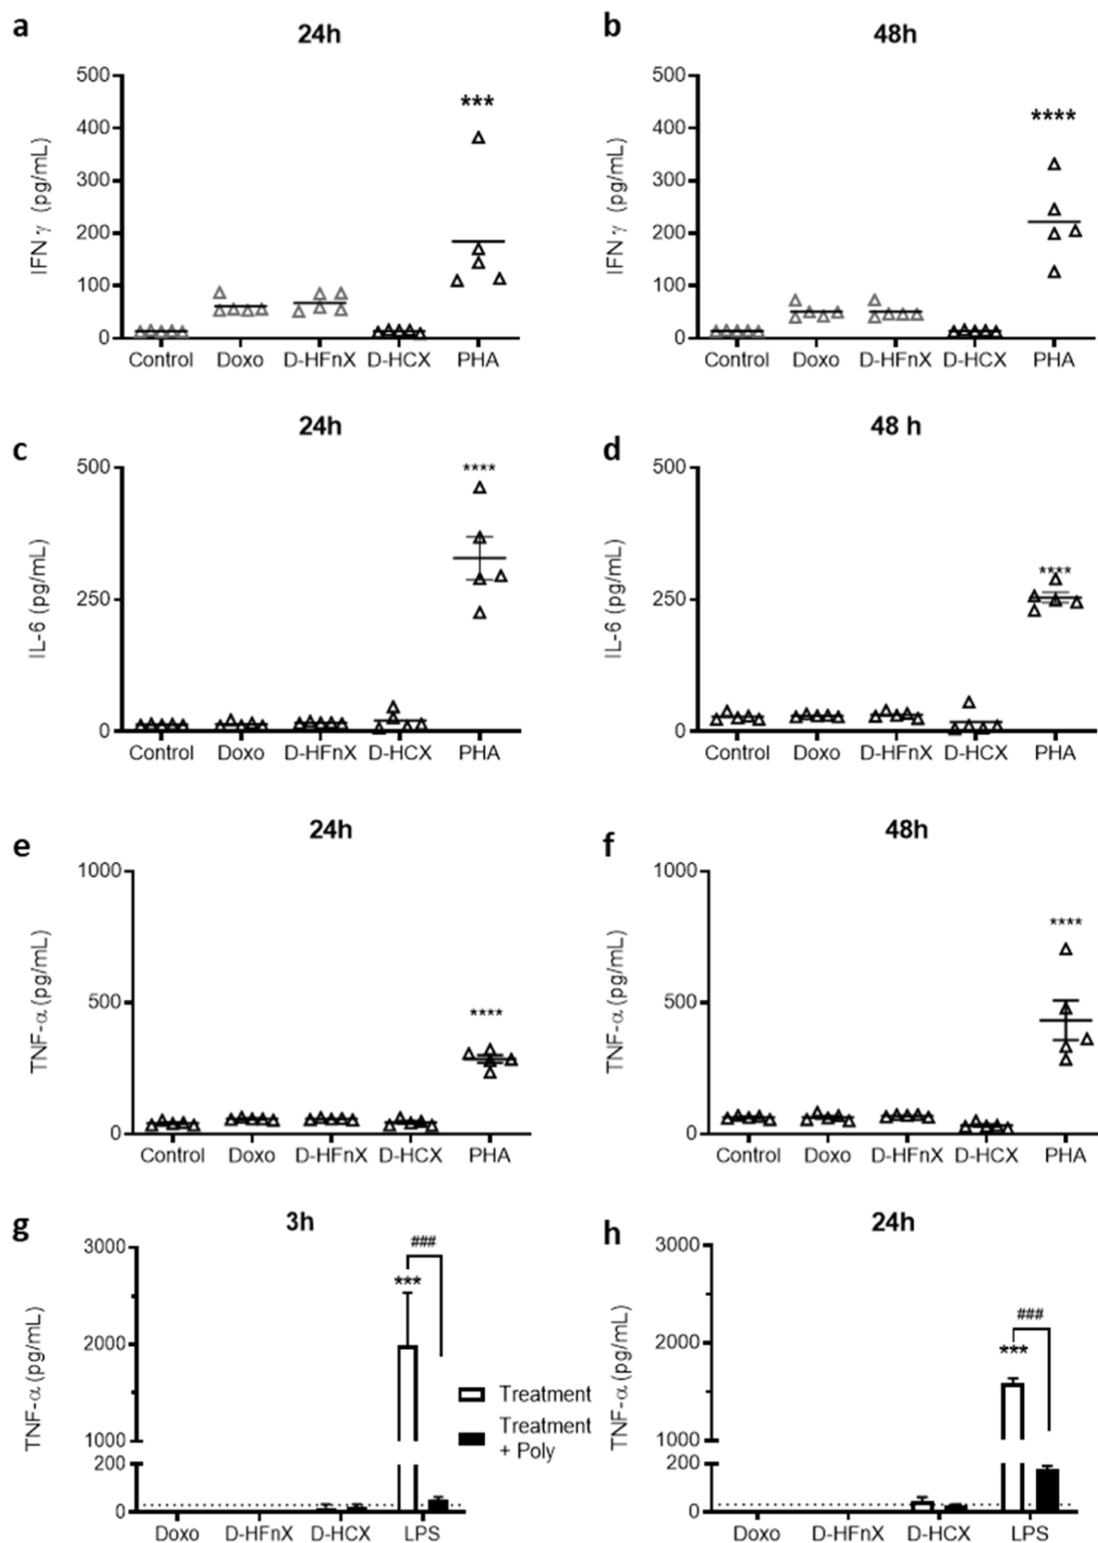 a
24h
***
500
400
300
200
100
0
IFN γ (pg/mL)
Control Doxo D-HFnX D-HCX PHA
b
48h
****
500
400
300
200
100
0
IFN γ (pg/mL)
Control Doxo D-HFnX D-HCX PHA
c
24h
****
500
250
0
IL-6 (pg/mL)
Control Doxo D-HFnX D-HCX PHA
d
48 h
****
500
250
0
IL-6 (pg/mL)
Control Doxo D-HFnX D-HCX PHA
e
24h
****
1000
500
0
TNF-α (pg/mL)
Control Doxo D-HFnX D-HCX PHA
f
48h
****
1000
500
0
TNF-α (pg/mL)
Control Doxo D-HFnX D-HCX PHA
g
3h
###
***
3000
2000
1000
200
0
TNF-α (pg/mL)
Doxo D-HFnX D-HCX LPS
Treatment
Treatment
+ Poly
h
24h
###
***
3000
2000
1000
200
0
TNF-α (pg/mL)
Doxo D-HFnX D-HCX LPS